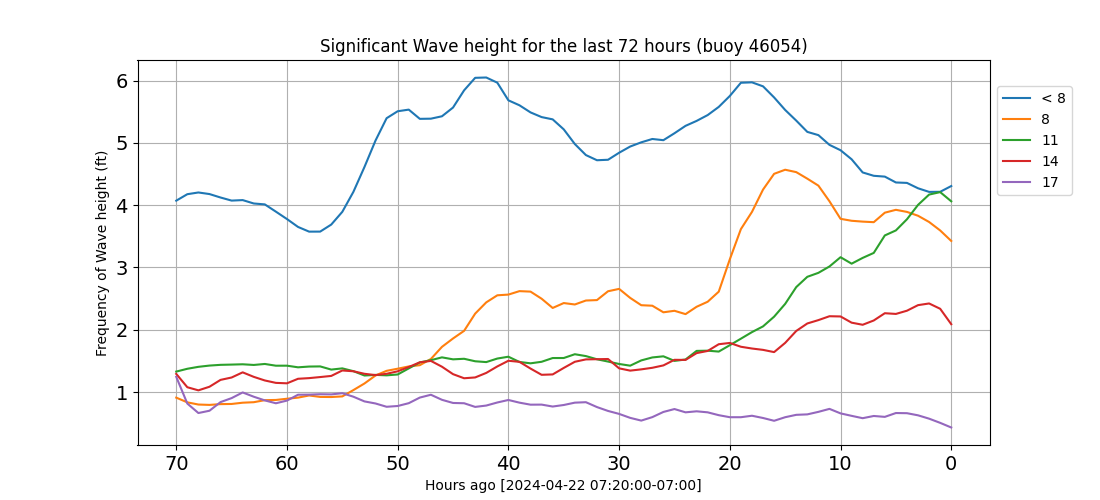 Significant Wave height for the last 72 hours (buoy 46054)
Frequency of Wave height (ft)
6
5
4
3
2
1
70 60 50 40 30 20 10 0
Hours ago [2024-04-22 07:20:00-07:00]
< 8
8
11
14
17